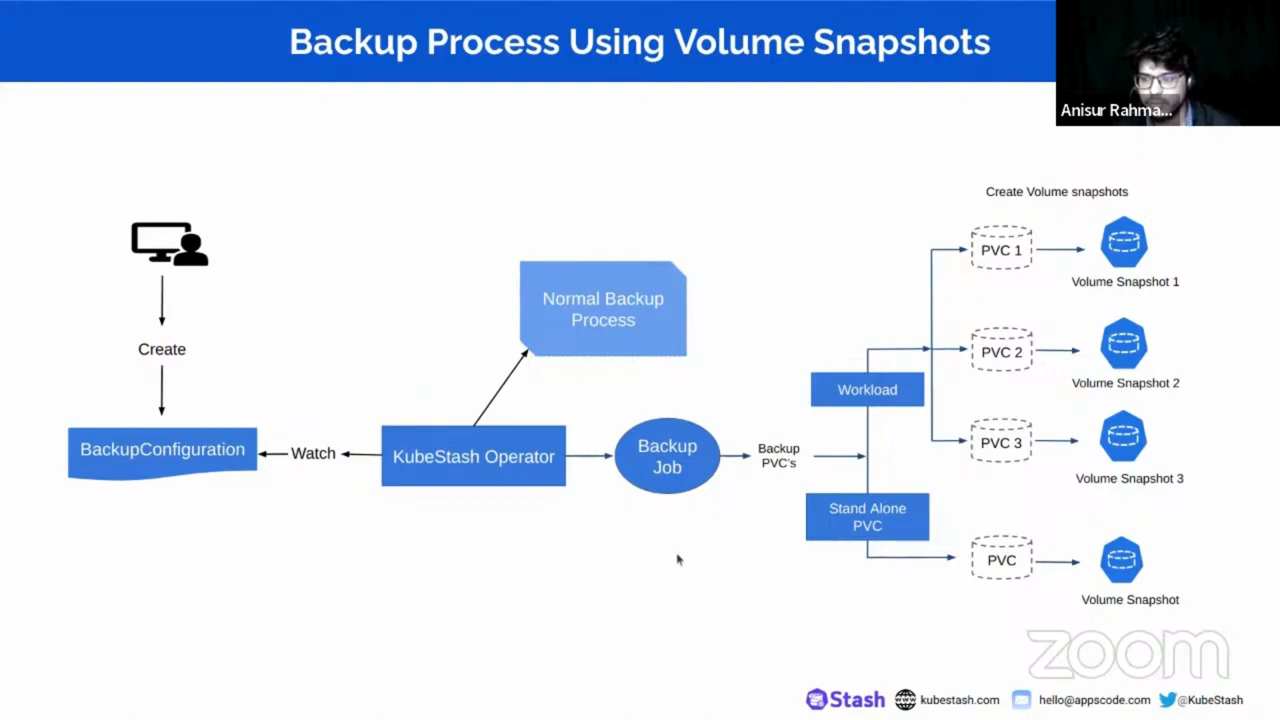 Backup Process Using Volume Snapshots
Anisur Rahma...
Create Volume snapshots
PVC 1
Volume Snapshot 1
Normal Backup
Process
Create
PVC 2
Volume Snapshot 2
Workload
BackupConfiguration
Watch
KubeStash Operator
Backup
Job
Backup
PVC's
PVC 3
Volume Snapshot 3
Stand Alone
PVC
PVC
Volume Snapshot
zoom
Stash
kubestash.com
hello@appscode.com
@KubeStash